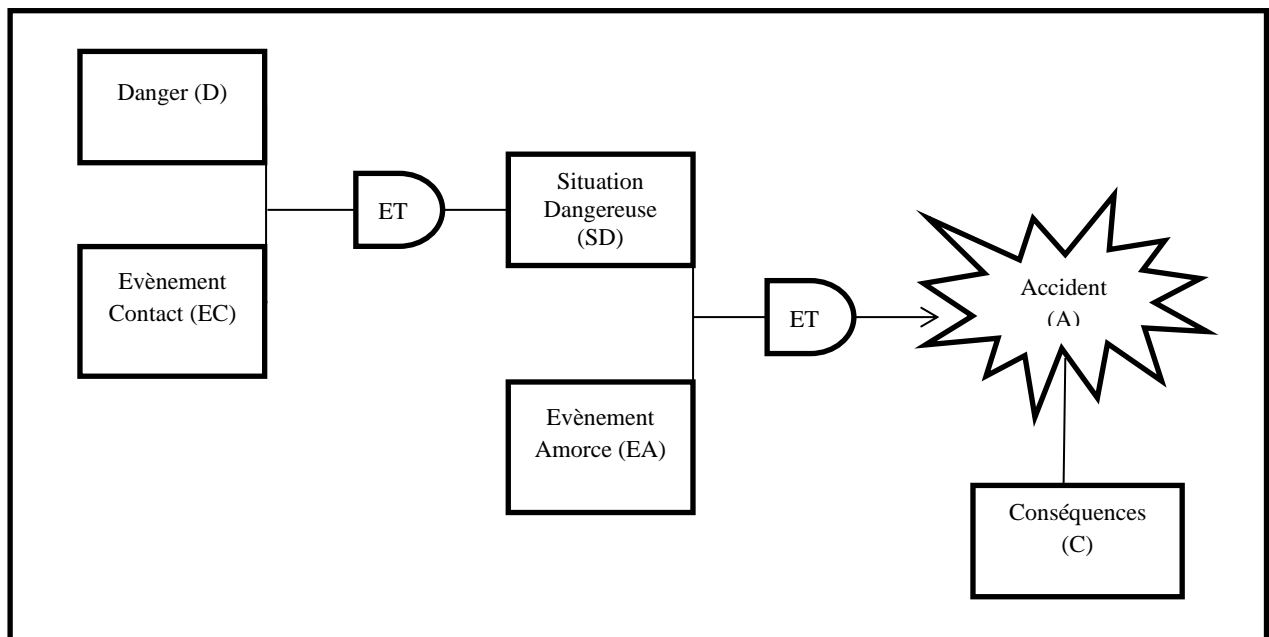 Danger (D)
Situation
Dangereuse
(SD)
ET
Evènement
Contact (EC)
Accident
(A)
ET
Evènement
Amorce (EA)
Conséquences
(C)